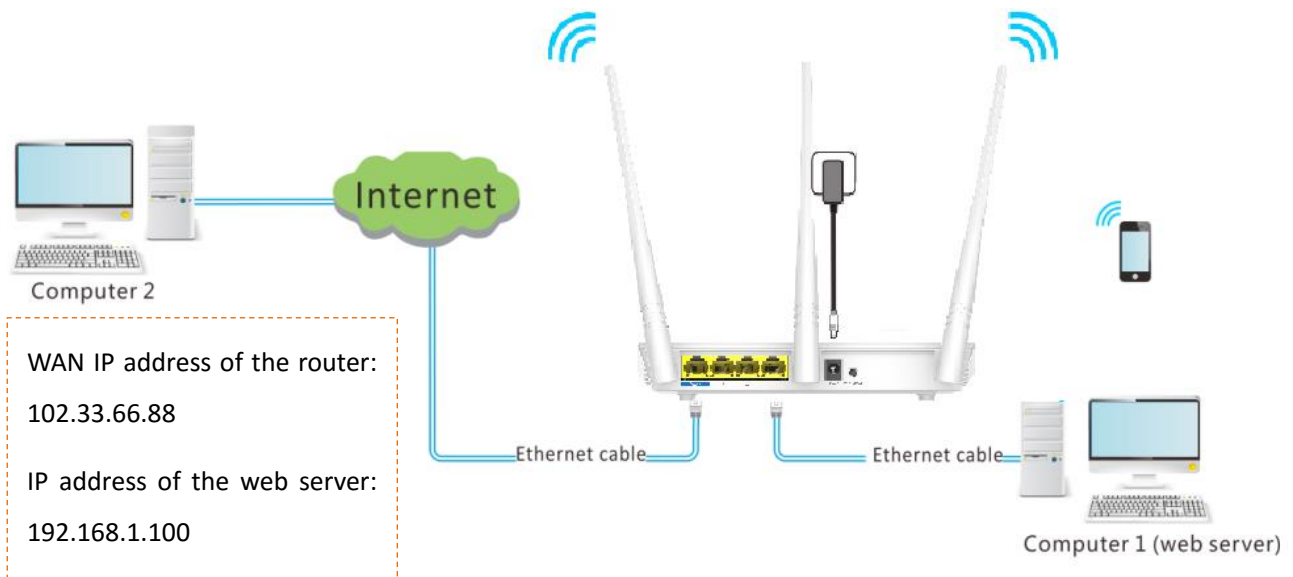 Internet
Computer 2
WAN IP address of the router:
102.33.66.88
IP address of the web server:
192.168.1.100
Ethernet cable
Ethernet cable
Computer 1 (web server)